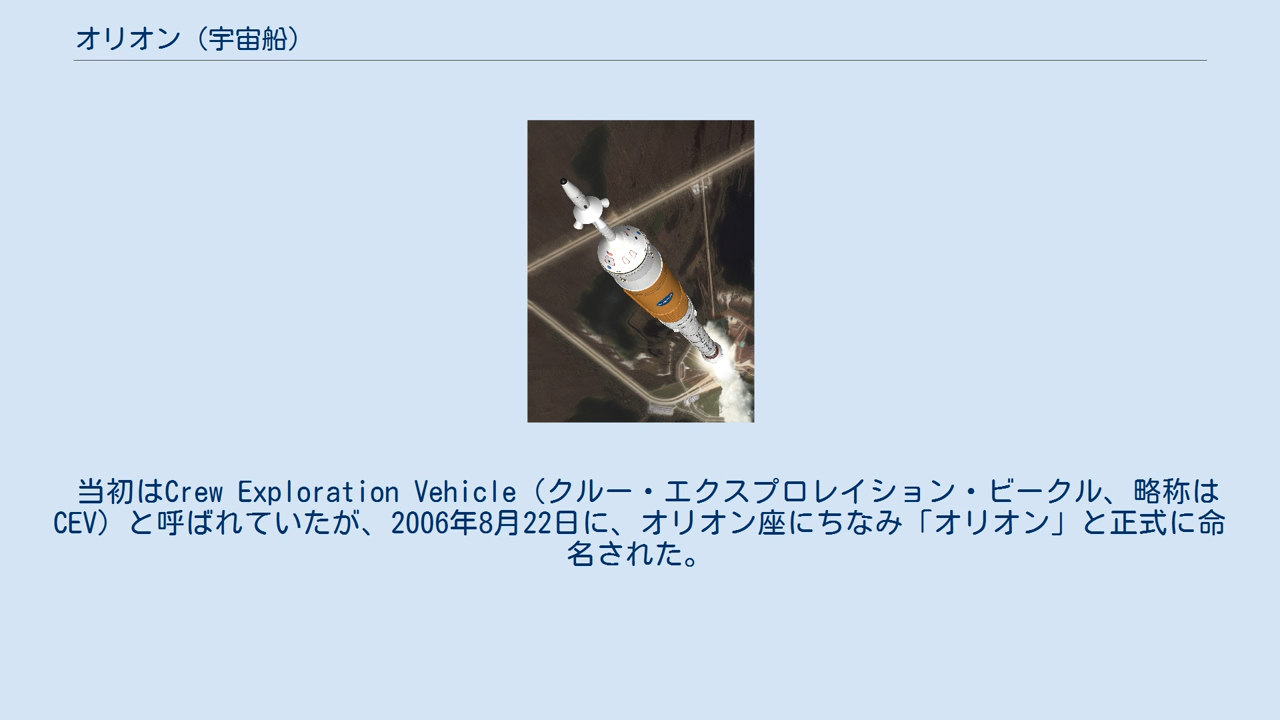 オリオン（宇宙船）
当初はCrew Exploration Vehicle（クルー・エクスプロレイション・ビークル、略称は
CEV）と呼ばれていたが、2006年8月22日に、オリオン座にちなみ「オリオン」と正式に命
名された。